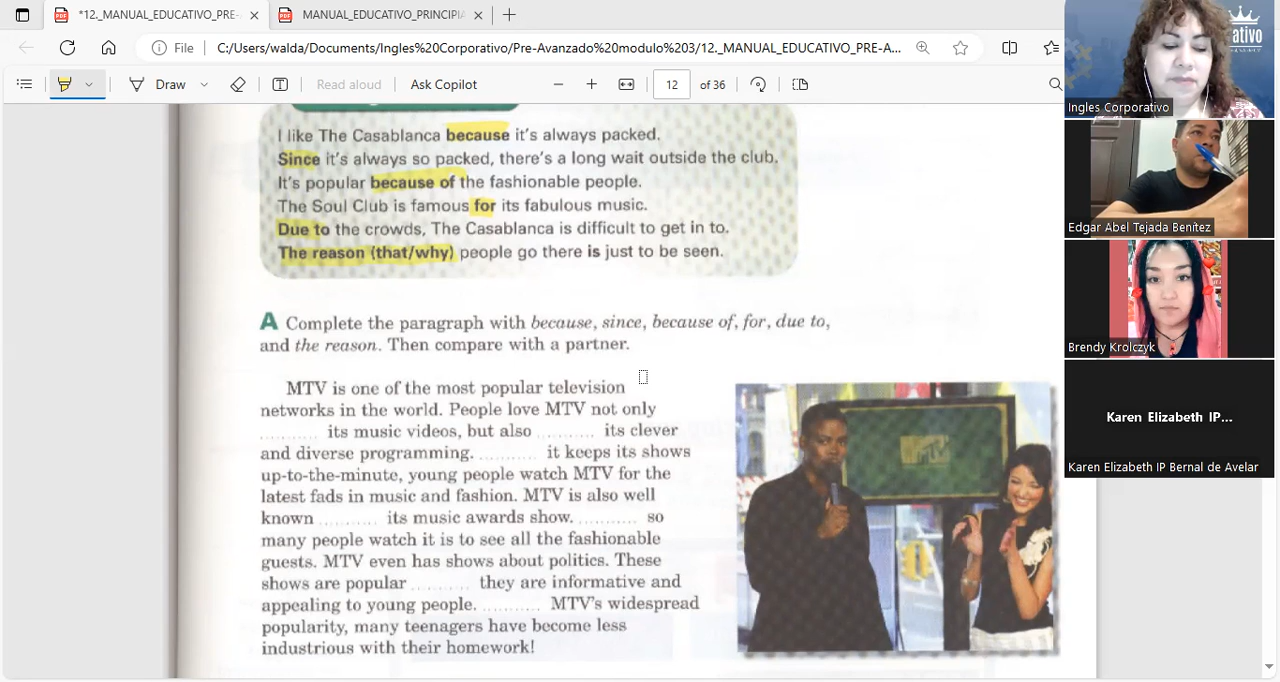 *12._MANUAL_EDUCATIVO_PRE-
MANUAL_EDUCATIVO_PRINCIPIA
File
C:/Users/walda/Documents/Ingles%20Corporativo/Pre-Avanzado%20modulo%203/12._MANUAL_EDUCATIVO_PRE-A...
Draw
Read aloud
Ask Copilot
12
of 36
ativo
Ingles Corporativo
Edgar Abel Tejada Benítez
Brendy Krolczyk
Karen Elizabeth IP...
Karen Elizabeth IP Bernal de Avelar
I like The Casablanca because it's always packed.
Since it's always so packed, there's a long wait outside the club.
It's popular because of the fashionable people.
The Soul Club is famous for its fabulous music.
Due to the crowds, The Casablanca is difficult to get in to.
The reason (that/why) people go there is just to be seen.
A Complete the paragraph with because, since, because of, for, due to,
and the reason. Then compare with a partner.
MTV is one of the most popular television
networks in the world. People love MTV not only
.......... its music videos, but also .......... its clever
and diverse programming. .......... it keeps its shows
up-to-the-minute, young people watch MTV for the
latest fads in music and fashion. MTV is also well
known .......... its music awards show. .......... so
many people watch it is to see all the fashionable
guests. MTV even has shows about politics. These
shows are popular .......... they are informative and
appealing to young people. .......... MTV's widespread
popularity, many teenagers have become less
industrious with their homework!
MTV